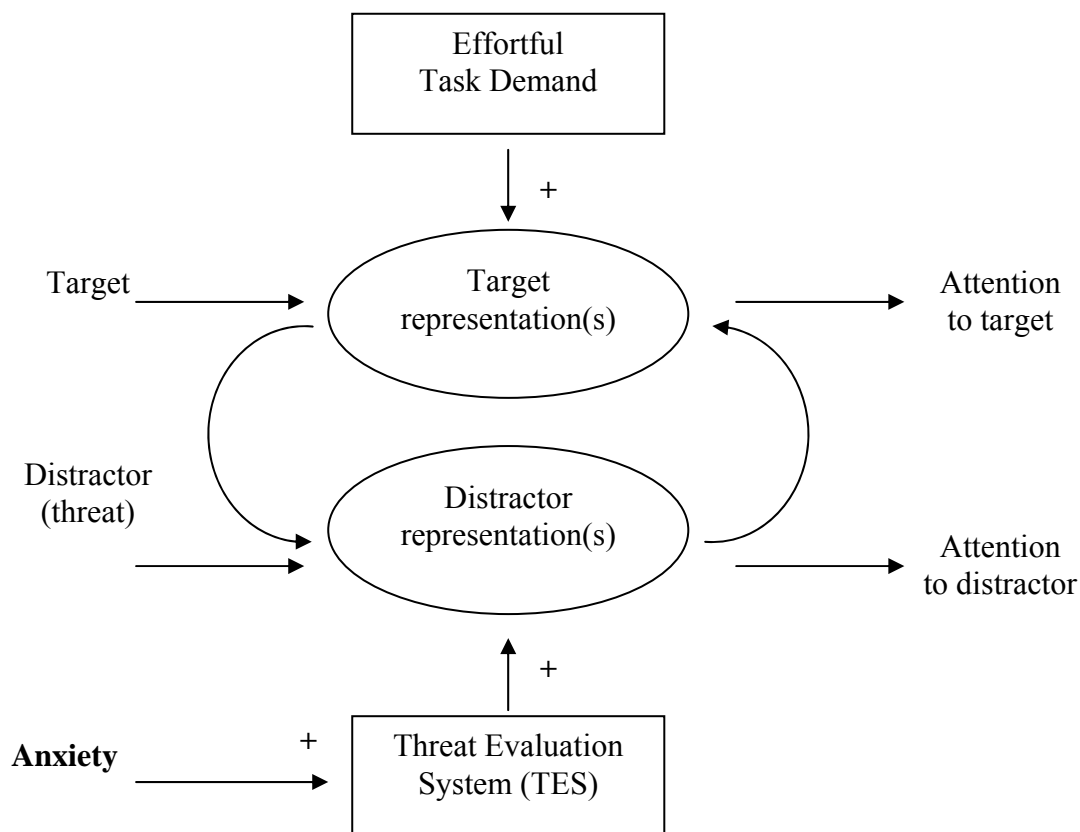 Effortful
Task Demand
+
Target
Target
representation(s)
Attention
to target
Distractor
(threat)
Distractor
representation(s)
Attention
to distractor
+
Anxiety
+
Threat Evaluation
System (TES)